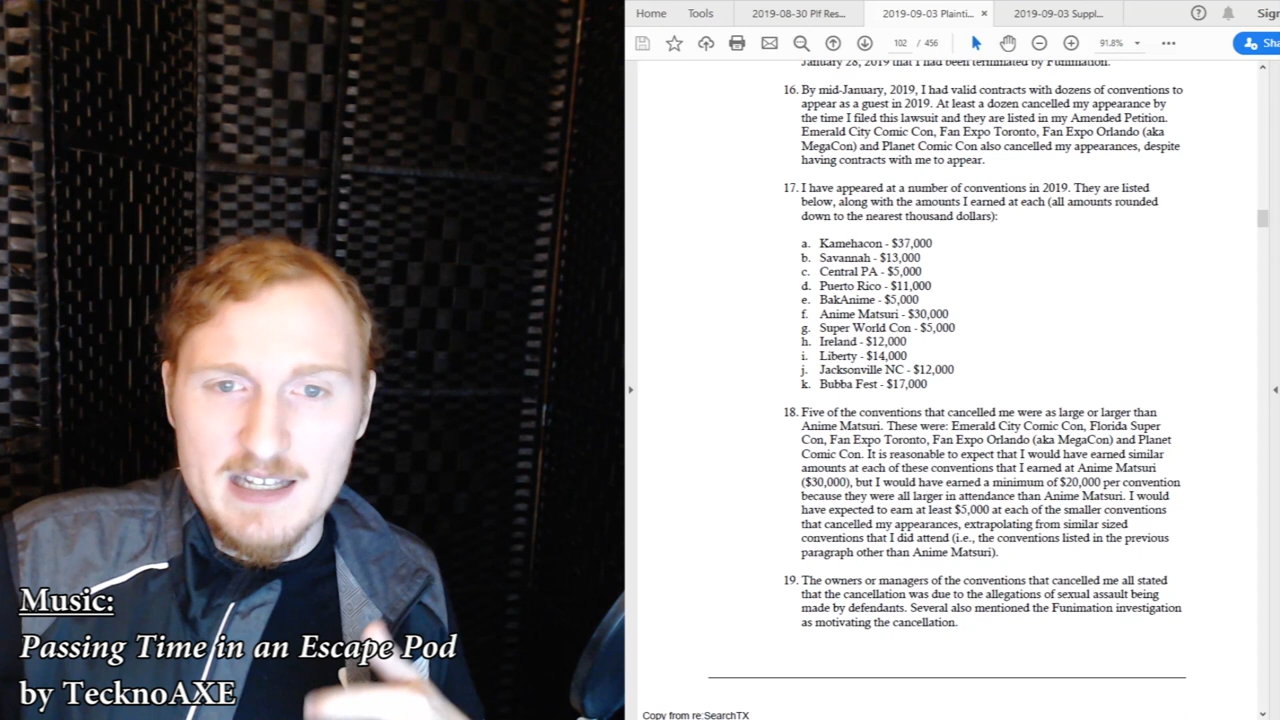 Home Tools 2019-08-30 Plf Res... 2019-09-03 Plainti... × 2019-09-03 Suppl... Sign
102 / 456 91.8% Sha
January 28, 2019 that I had been terminated by Funimation.
16. By mid-January, 2019, I had valid contracts with dozens of conventions to
appear as a guest in 2019. At least a dozen cancelled my appearance by
the time I filed this lawsuit and they are listed in my Amended Petition.
Emerald City Comic Con, Fan Expo Toronto, Fan Expo Orlando (aka
MegaCon) and Planet Comic Con also cancelled my appearances, despite
having contracts with me to appear.
17. I have appeared at a number of conventions in 2019. They are listed
below, along with the amounts I earned at each (all amounts rounded
down to the nearest thousand dollars):
a. Kamehacon - $37,000
b. Savannah - $13,000
c. Central PA - $5,000
d. Puerto Rico - $11,000
e. BakAnime - $5,000
f. Anime Matsuri - $30,000
g. Super World Con - $5,000
h. Ireland - $12,000
i. Liberty - $14,000
j. Jacksonville NC - $12,000
k. Bubba Fest - $17,000
18. Five of the conventions that cancelled me were as large or larger than
Anime Matsuri. These were: Emerald City Comic Con, Florida Super
Con, Fan Expo Toronto, Fan Expo Orlando (aka MegaCon) and Planet
Comic Con. It is reasonable to expect that I would have earned similar
amounts at each of these conventions that I earned at Anime Matsuri
($30,000), but I would have earned a minimum of $20,000 per convention
because they were all larger in attendance than Anime Matsuri. I would
have expected to earn at least $5,000 at each of the smaller conventions
that cancelled my appearances, extrapolating from similar sized
conventions that I did attend (i.e., the conventions listed in the previous
paragraph other than Anime Matsuri).
19. The owners or managers of the conventions that cancelled me all stated
that the cancellation was due to the allegations of sexual assault being
made by defendants. Several also mentioned the Funimation investigation
as motivating the cancellation.
Copy from re:SearchTX
Music:
Passing Time in an Escape Pod
by TecknoAXE